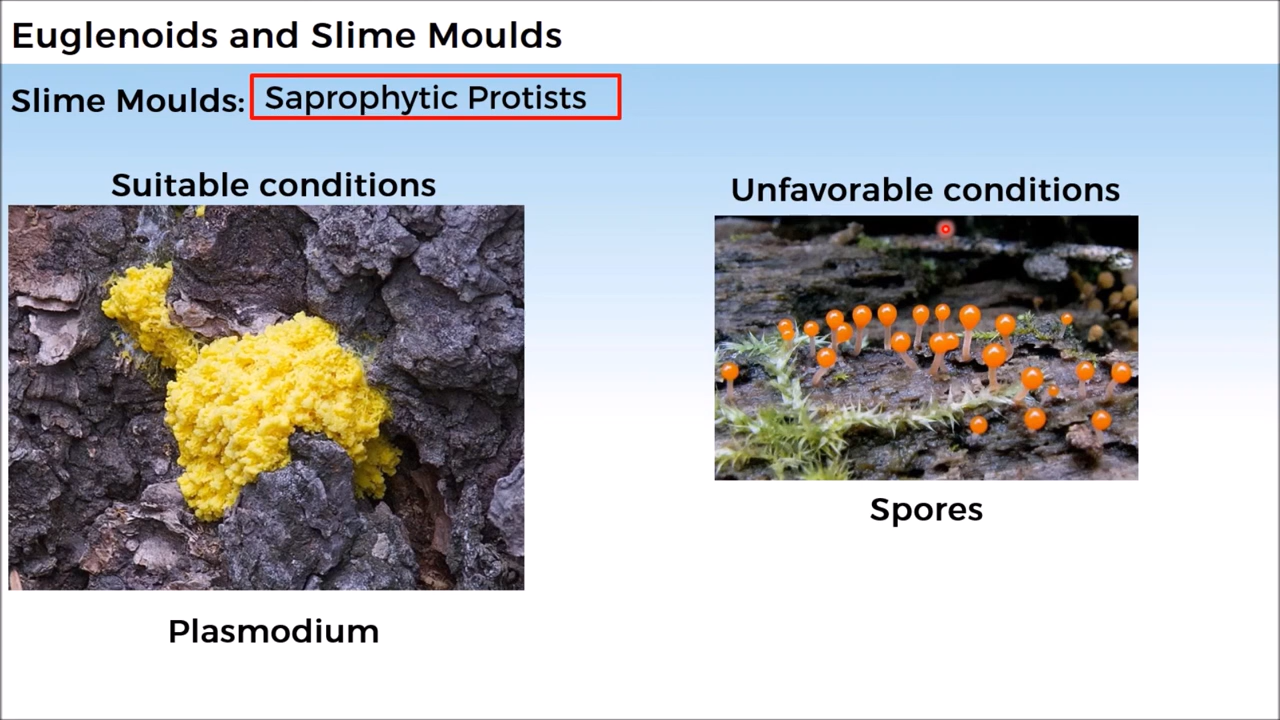 Euglenoids and Slime Moulds
Slime Moulds: Saprophytic Protists
Suitable conditions
Unfavorable conditions
Spores
Plasmodium